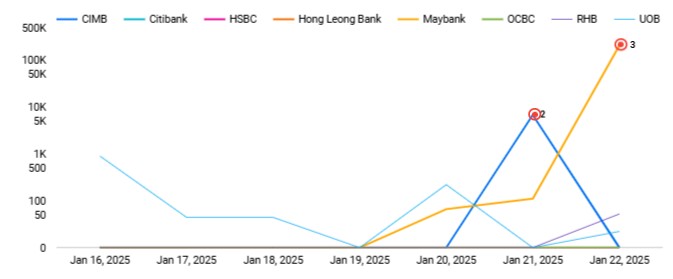 CIMB Citibank HSBC Hong Leong Bank Maybank OCBC RHB UOB
500K
100K
50K
10K
5K
1K
500
100
50
0
3
2
Jan 16, 2025 Jan 17, 2025 Jan 18, 2025 Jan 19, 2025 Jan 20, 2025 Jan 21, 2025 Jan 22, 2025